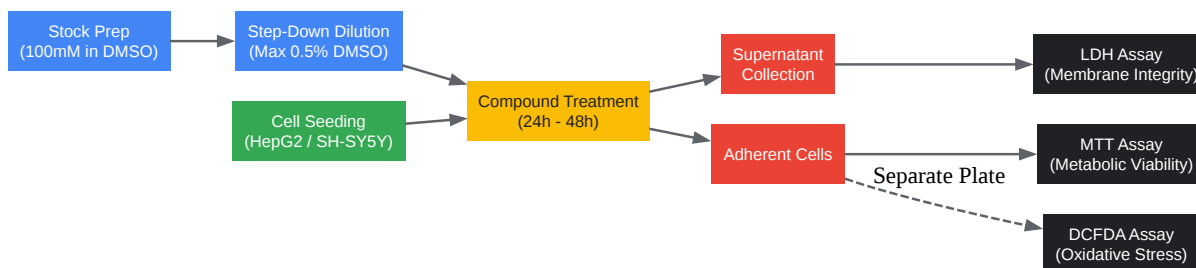 Stock Prep
(100mM in DMSO)
Step-Down Dilution
(Max 0.5% DMSO)
Cell Seeding
(HepG2 / SH-SY5Y)
Compound Treatment
(24h - 48h)
Supernatant
Collection
Adherent Cells
Separate Plate
LDH Assay
(Membrane Integrity)
MTT Assay
(Metabolic Viability)
DCFDA Assay
(Oxidative Stress)